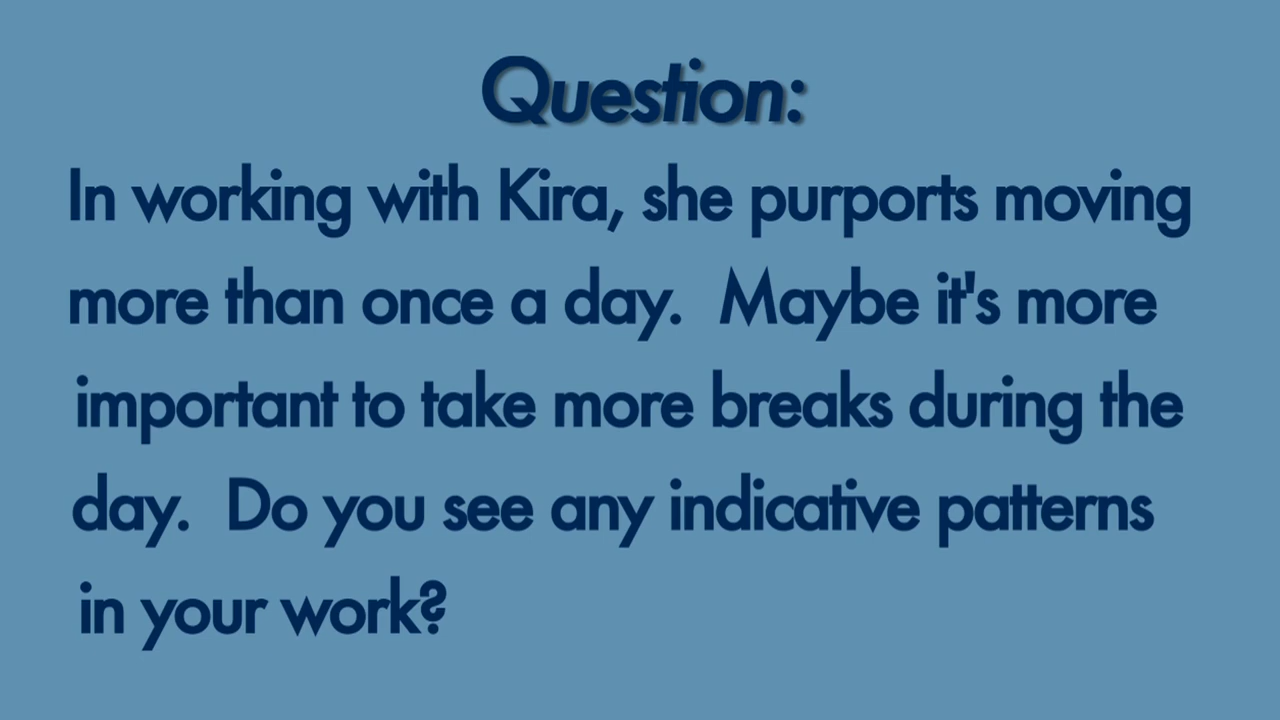 Question:
In working with Kira, she purports moving
more than once a day.  Maybe it's more
important to take more breaks during the
day.  Do you see any indicative patterns
in your work?